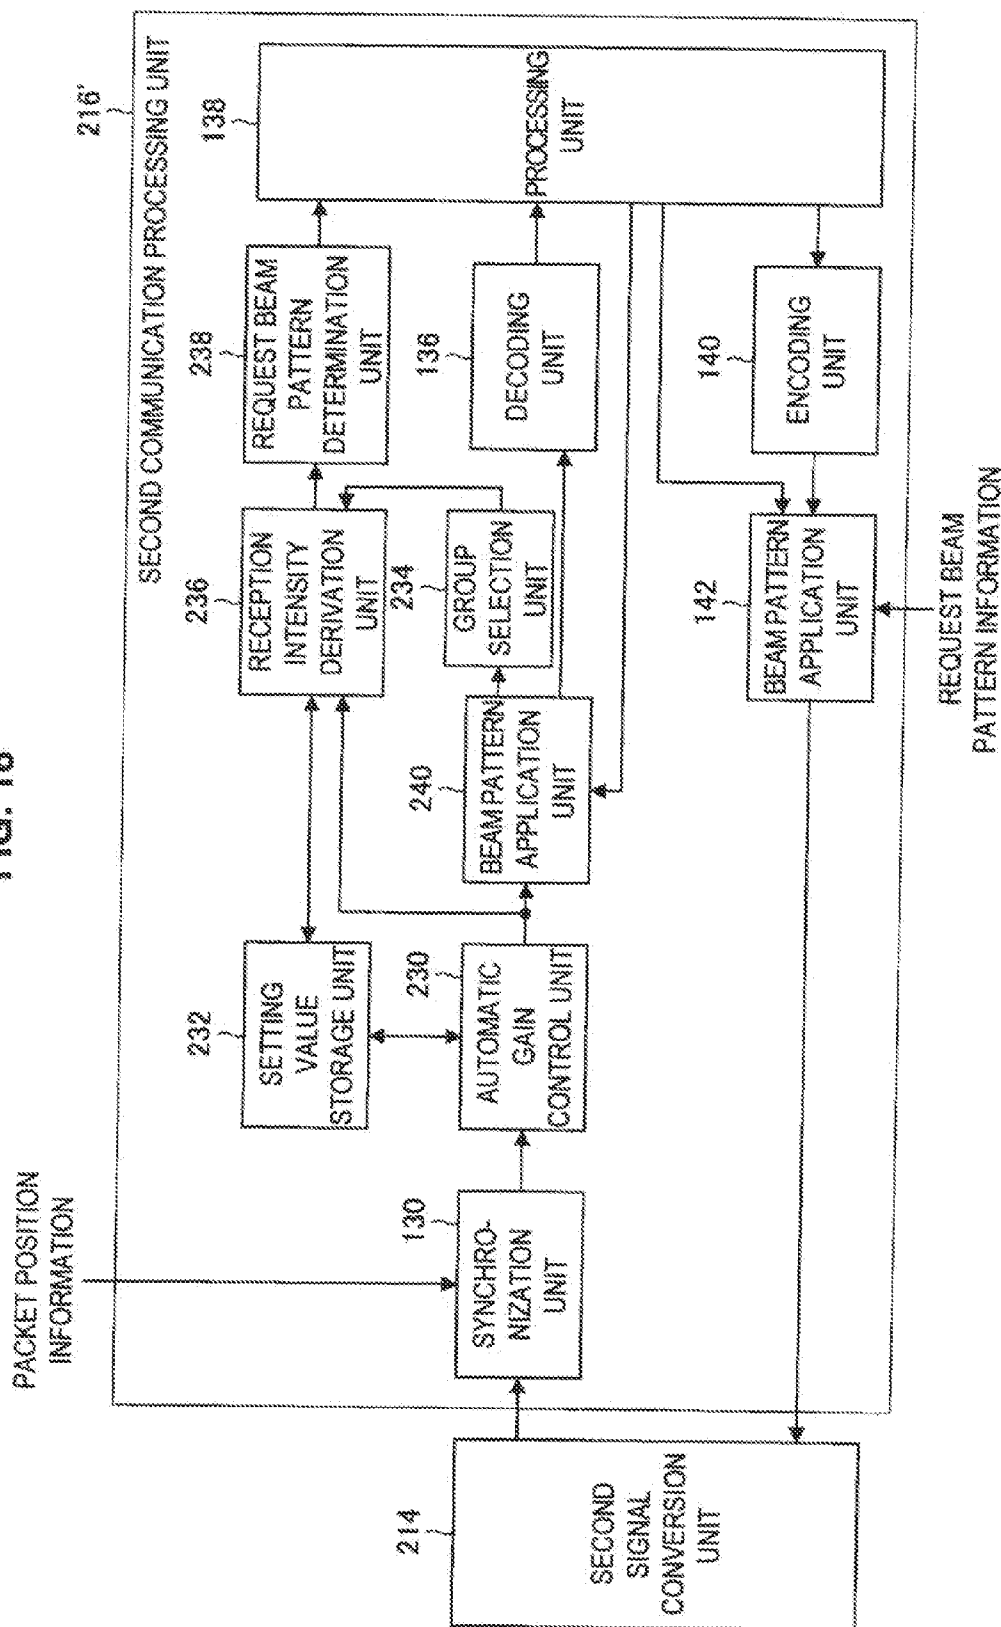 FIG. 16
PACKET POSITION
INFORMATION
216'
SECOND COMMUNICATION PROCESSING UNIT
214
SECOND
SIGNAL
CONVERSION
UNIT
130
SYNCHRO-
NIZATION
UNIT
232
SETTING
VALUE
STORAGE UNIT
230
AUTOMATIC
GAIN
CONTROL UNIT
236
RECEPTION
INTENSITY
DERIVATION
UNIT
240
BEAM PATTERN
APPLICATION
UNIT
234
GROUP
SELECTION
UNIT
238
REQUEST BEAM
PATTERN
DETERMINATION
UNIT
136
DECODING
UNIT
138
PROCESSING
UNIT
142
BEAM PATTERN
APPLICATION
UNIT
140
ENCODING
UNIT
REQUEST BEAM
PATTERN INFORMATION